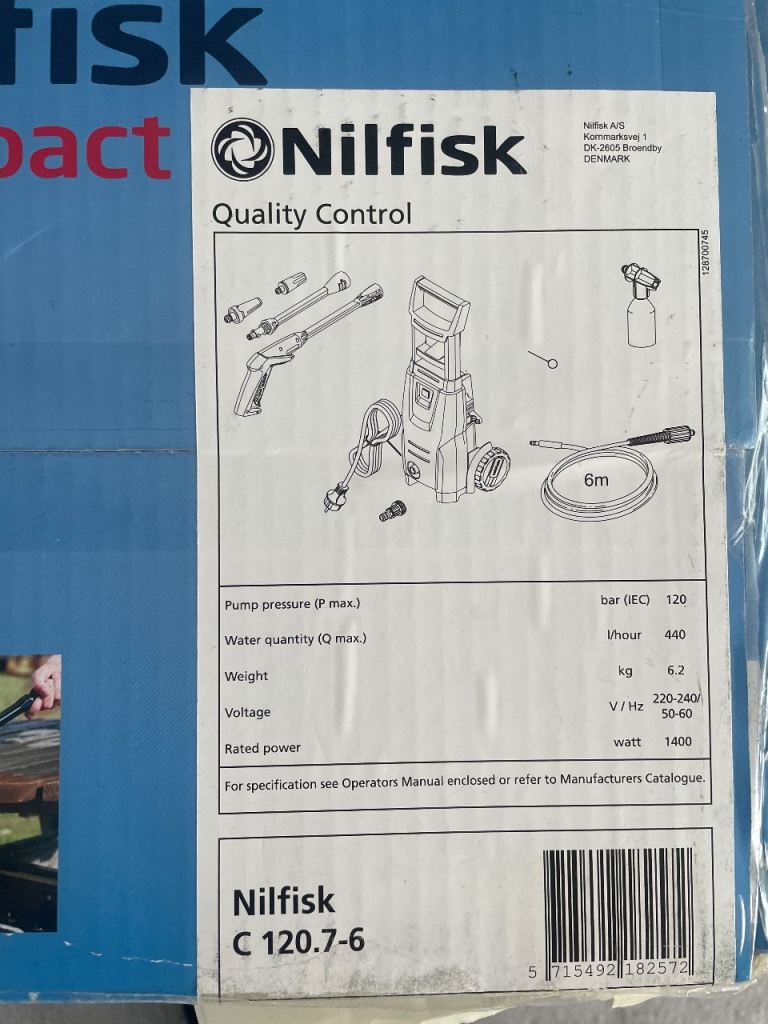 fisk
pact
Nilfisk
Nilfisk A/S
Kornmarksvej 1
DK-2605 Broendby
DENMARK
Quality Control
128700745
6m
Pump pressure (P max.) bar (IEC) 120
Water quantity (Q max.) l/hour 440
Weight kg 6.2
Voltage V / Hz 220-240/
50-60
Rated power watt 1400
For specification see Operators Manual enclosed or refer to Manufacturers Catalogue.
Nilfisk
C 120.7-6
5 715492 182572